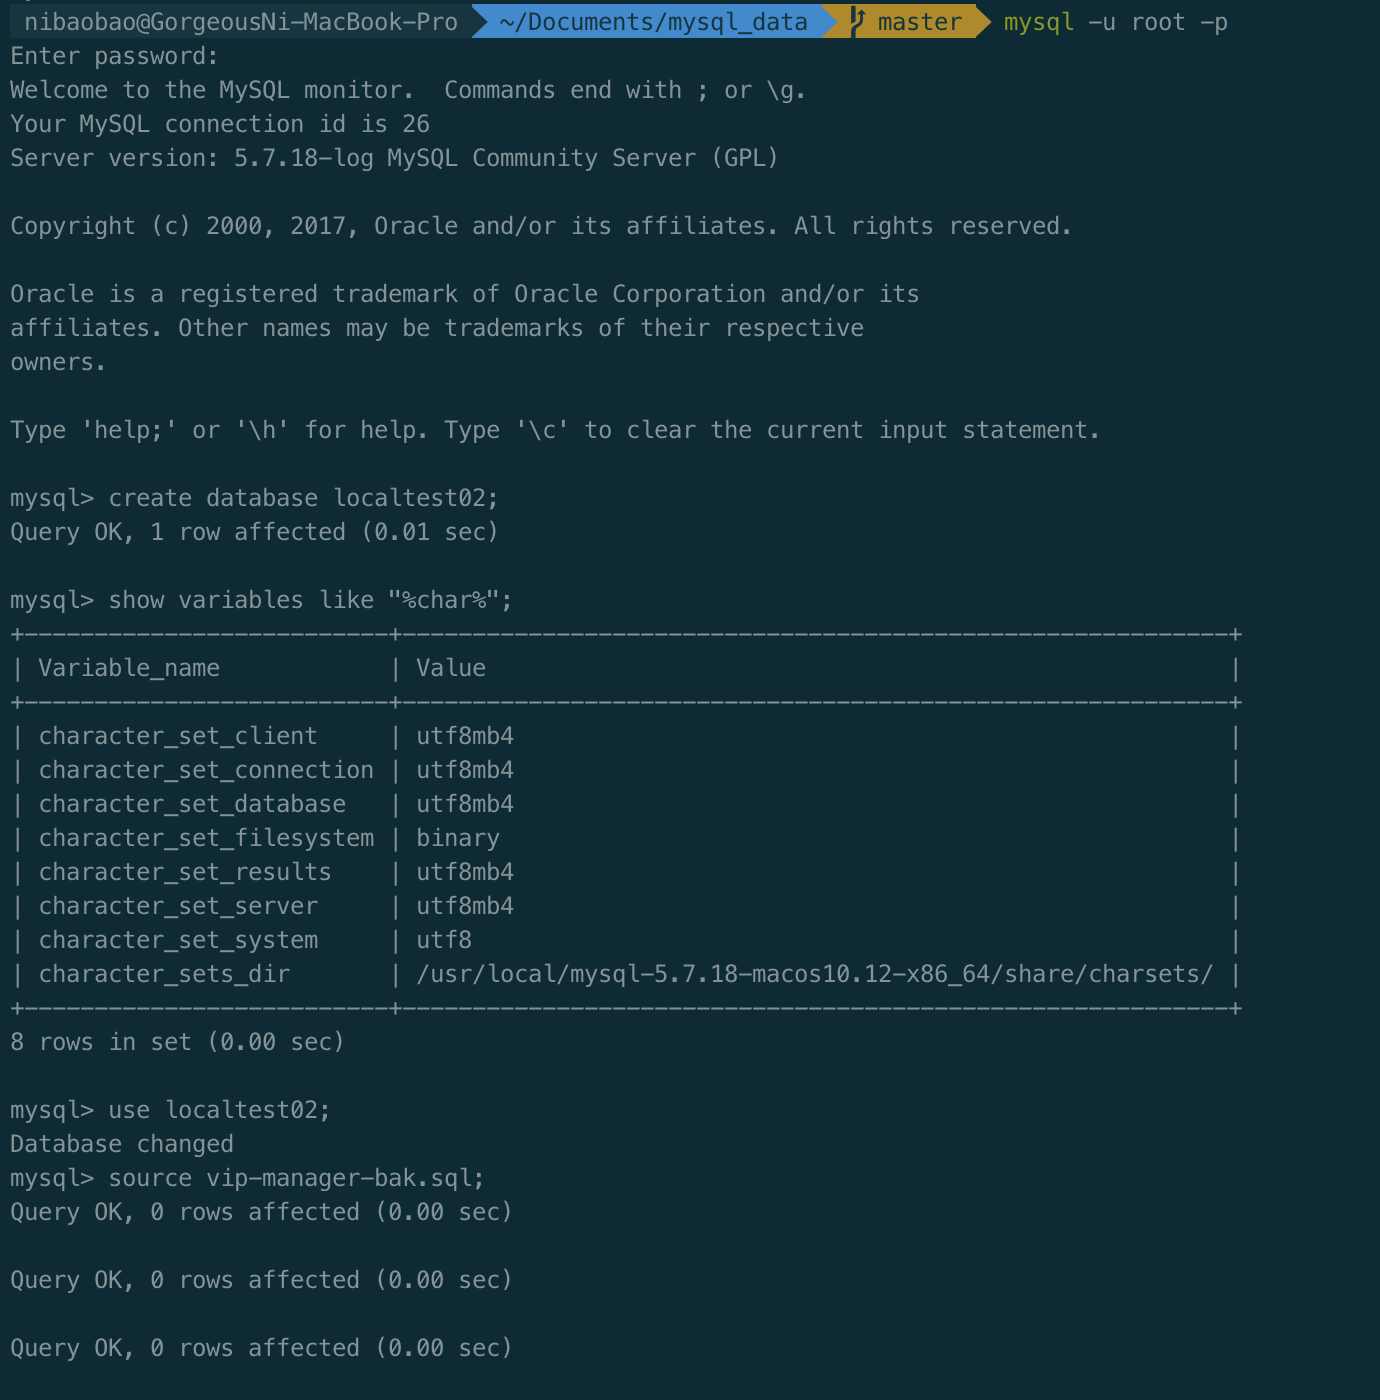 nibaobao@GorgeousNi-MacBook-Pro ~/Documents/mysql_data master mysql -u root -p
Enter password:
Welcome to the MySQL monitor.  Commands end with ; or \g.
Your MySQL connection id is 26
Server version: 5.7.18-log MySQL Community Server (GPL)
Copyright (c) 2000, 2017, Oracle and/or its affiliates. All rights reserved.
Oracle is a registered trademark of Oracle Corporation and/or its
affiliates. Other names may be trademarks of their respective
owners.
Type 'help;' or '\h' for help. Type '\c' to clear the current input statement.
mysql> create database localtest02;
Query OK, 1 row affected (0.01 sec)
mysql> show variables like "%char%";
+--------------------------+-----------------------------------------------------------+
| Variable_name            | Value                                                     |
+--------------------------+-----------------------------------------------------------+
| character_set_client     | utf8mb4                                                   |
| character_set_connection | utf8mb4                                                   |
| character_set_database   | utf8mb4                                                   |
| character_set_filesystem | binary                                                    |
| character_set_results    | utf8mb4                                                   |
| character_set_server     | utf8mb4                                                   |
| character_set_system     | utf8                                                      |
| character_sets_dir       | /usr/local/mysql-5.7.18-macos10.12-x86_64/share/charsets/ |
+--------------------------+-----------------------------------------------------------+
8 rows in set (0.00 sec)
mysql> use localtest02;
Database changed
mysql> source vip-manager-bak.sql;
Query OK, 0 rows affected (0.00 sec)
Query OK, 0 rows affected (0.00 sec)
Query OK, 0 rows affected (0.00 sec)